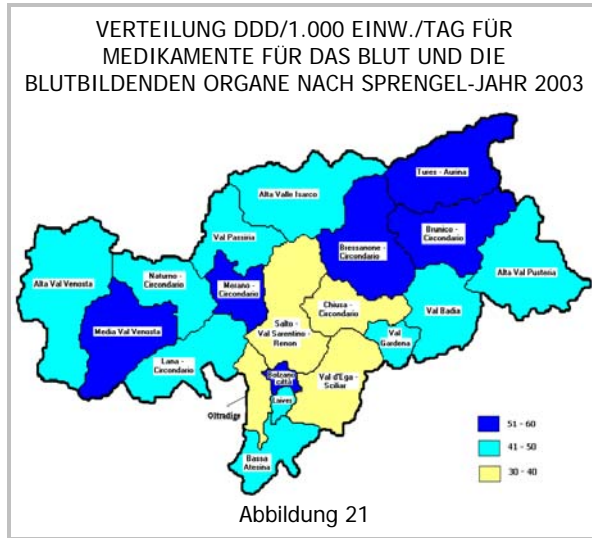 VERTEILUNG DDD/1.000 EINW./TAG FÜR
MEDIKAMENTE FÜR DAS BLUT UND DIE
BLUTBILDENDEN ORGANE NACH SPRENGEL-JAHR 2003
Tures - Aurina
Alta Valle Isarco
Brunico -
Circondario
Val Passiria
Bressanone -
Circondario
Alta Val Venosta
Naturno -
Circondario
Merano -
Circondario
Alta Val Pusteria
Chiusa -
Circondario
Val Badia
Media Val Venosta
Salto -
Val Sarentino -
Renon
Val
Gardena
Lana -
Circondario
Bolzano
città
Val d'Ega -
Sciliar
Laives
Oltradige
Bassa
Atesina
51 - 60
41 - 50
30 - 40
Abbildung 21